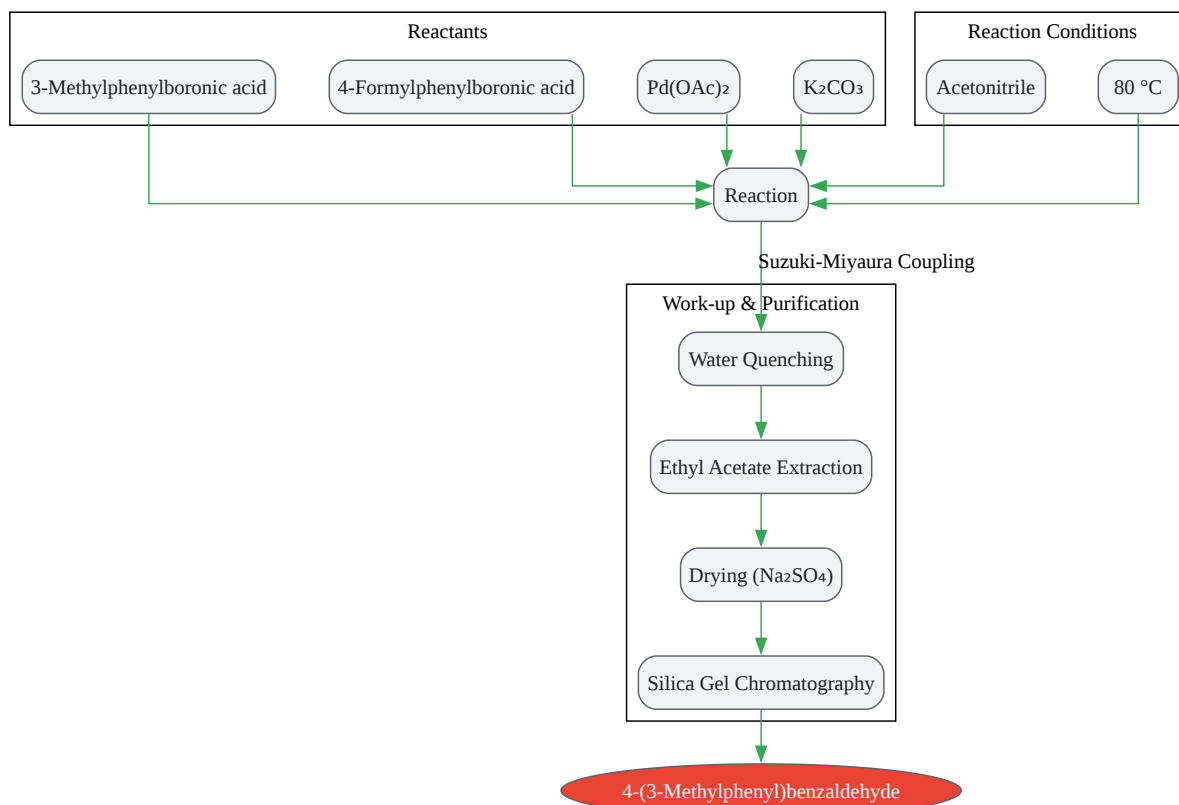 Reactants
Reaction Conditions
3-Methylphenylboronic acid
4-Formylphenylboronic acid
Pd(OAc)₂
K₂CO₃
Acetonitrile
80 °C
Reaction
Suzuki-Miyaura Coupling
Work-up & Purification
Water Quenching
Ethyl Acetate Extraction
Drying (Na₂SO₄)
Silica Gel Chromatography
4-(3-Methylphenyl)benzaldehyde